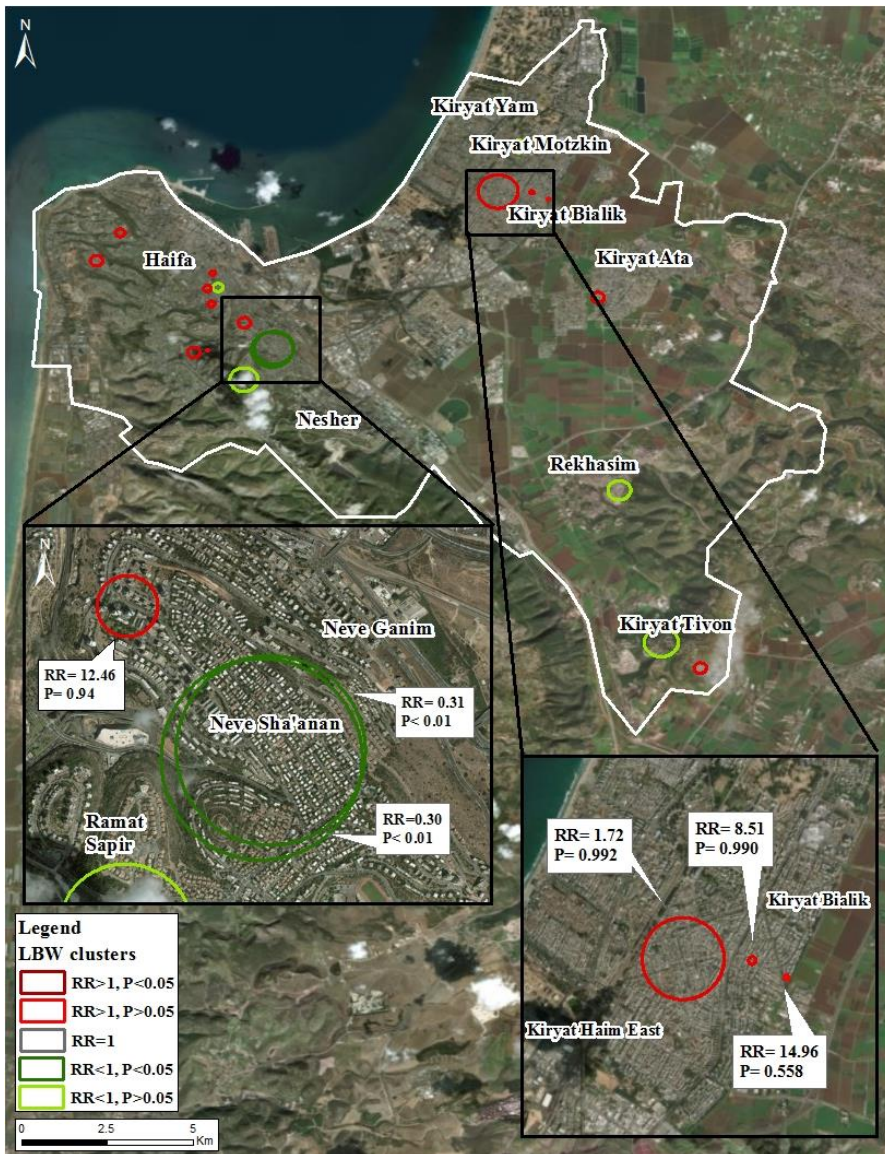 N
Kiryat Yam
Kiryat Motzkin
Kiryat Bialik
Haifa
Kiryat Ata
Nesher
Rekhasim
Kiryat Tivon
N
Neve Ganim
RR= 12.46
P= 0.94
RR= 0.31
P< 0.01
Neve Sha'anan
RR=0.30
P< 0.01
Ramat
Sapir
RR= 1.72
P= 0.992
RR= 8.51
P= 0.990
Kiryat Bialik
Kiryat Haim East
RR= 14.96
P= 0.558
Legend
LBW clusters
RR>1, P<0.05
RR>1, P>0.05
RR=1
RR<1, P<0.05
RR<1, P>0.05
0 2.5 5
Km